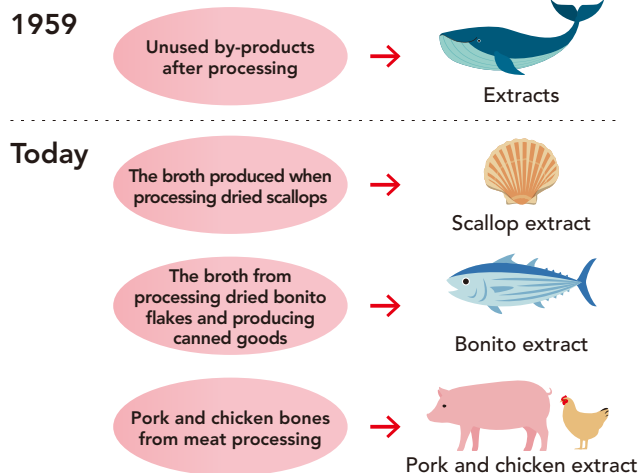 1959
Unused by-products
after processing
Extracts
Today
The broth produced when
processing dried scallops
Scallop extract
The broth from
processing dried bonito
flakes and producing
canned goods
Bonito extract
Pork and chicken bones
from meat processing
Pork and chicken extract